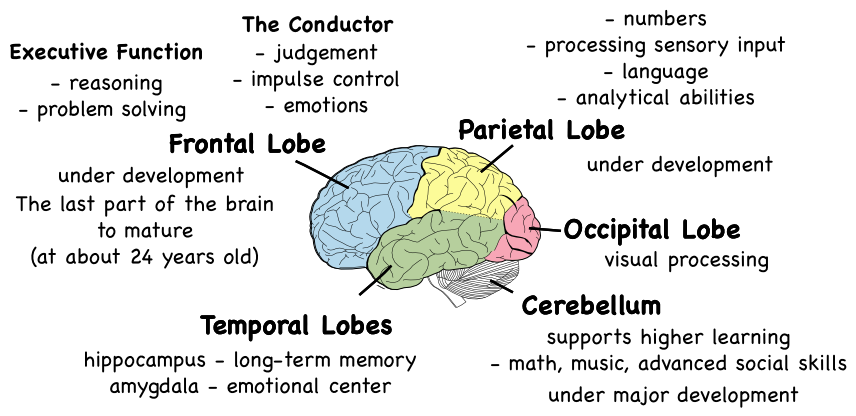 Executive Function
- reasoning
- problem solving
The Conductor
- judgement
- impulse control
- emotions
Frontal Lobe
under development
The last part of the brain
to mature
(at about 24 years old)
- numbers
- processing sensory input
- language
- analytical abilities
Parietal Lobe
under development
Occipital Lobe
visual processing
Temporal Lobes
hippocampus - long-term memory
amygdala - emotional center
Cerebellum
supports higher learning
- math, music, advanced social skills
under major development